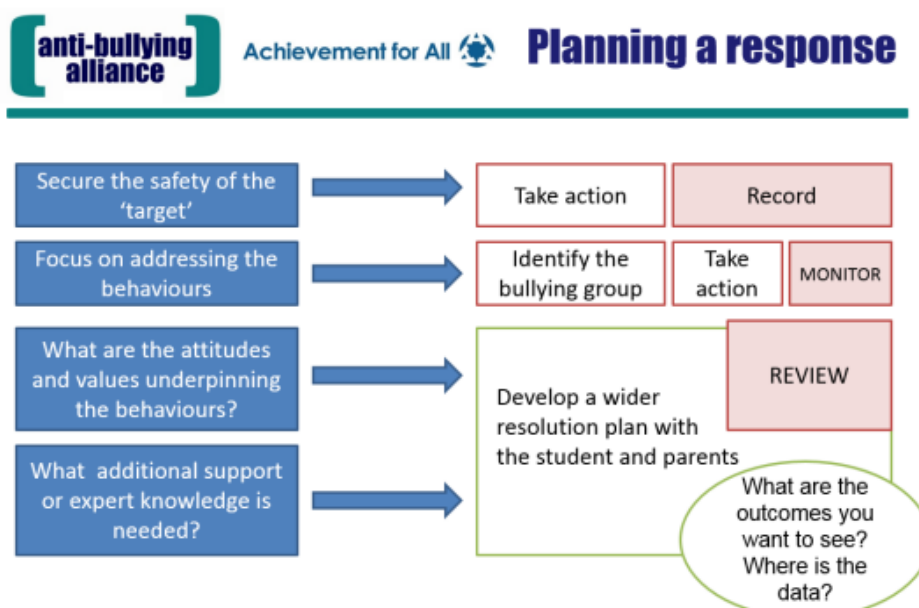 anti-bullying
alliance
Achievement for All
Planning a response
Secure the safety of the
‘target’
Take action
Record
Focus on addressing the
behaviours
Identify the
bullying group
Take
action
MONITOR
What are the attitudes
and values underpinning
the behaviours?
REVIEW
Develop a wider
resolution plan with
the student and parents
What additional support
or expert knowledge is
needed?
What are the
outcomes you
want to see?
Where is the
data?